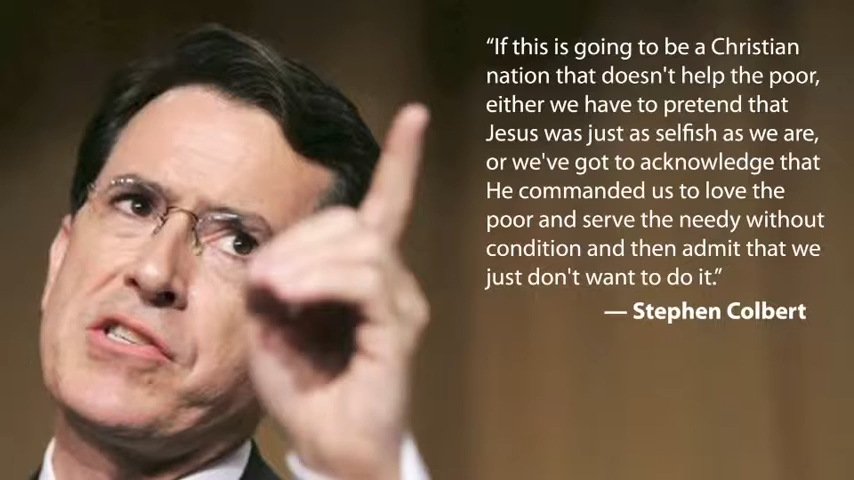 “If this is going to be a Christian
nation that doesn't help the poor,
either we have to pretend that
Jesus was just as selfish as we are,
or we've got to acknowledge that
He commanded us to love the
poor and serve the needy without
condition and then admit that we
just don't want to do it.”
— Stephen Colbert